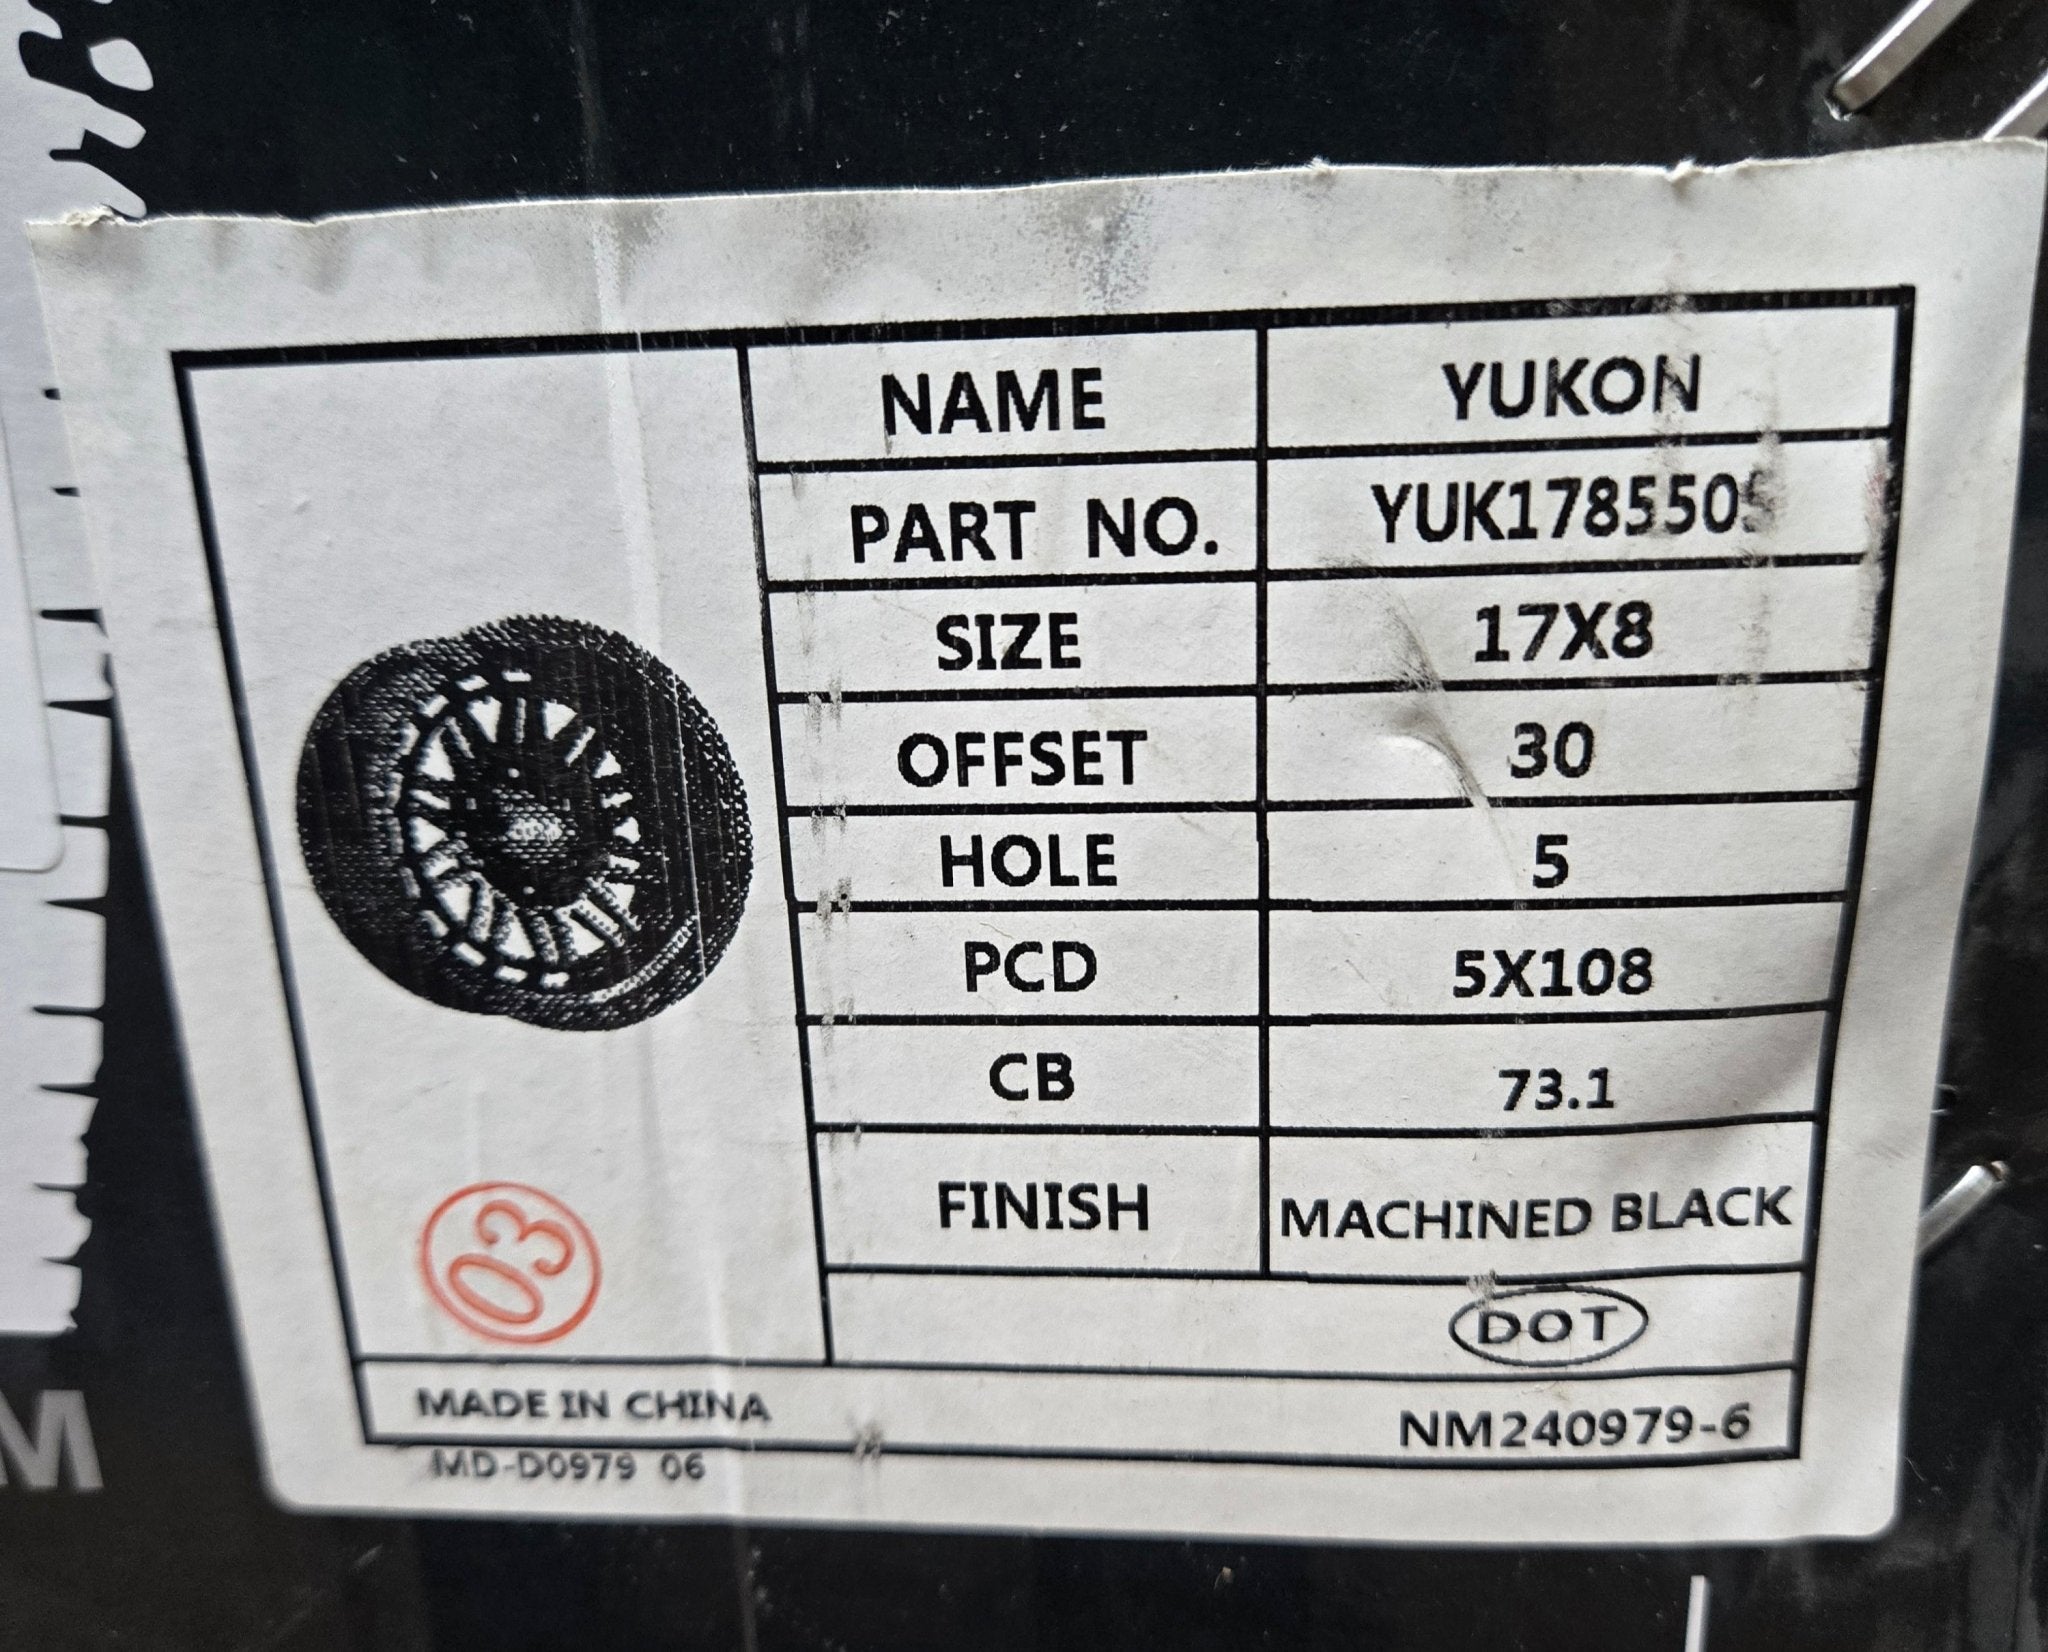 NAME YUKON
PART NO. YUK1785505
SIZE 17X8
OFFSET 30
HOLE 5
PCD 5X108
CB 73.1
FINISH MACHINED BLACK
03
DOT
MADE IN CHINA NM240979-6
MD-D0979 06
M